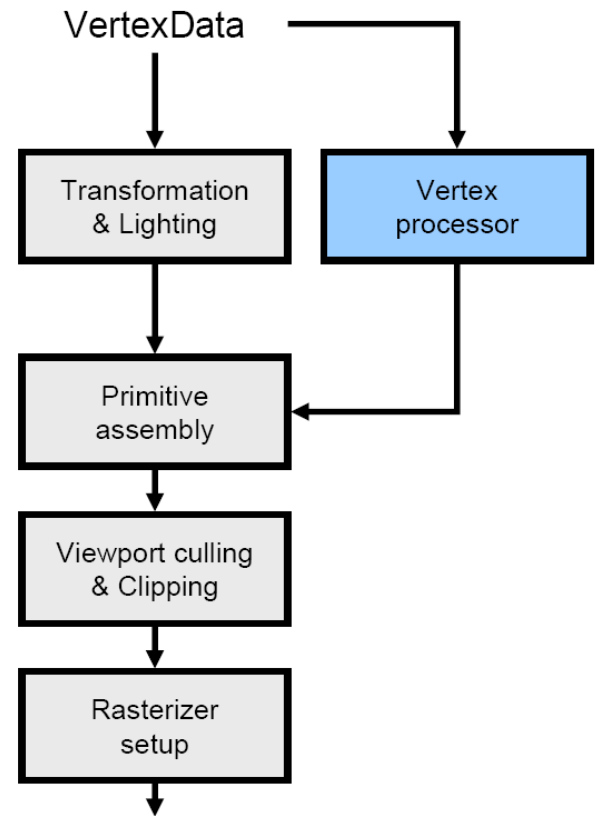 VertexData
Transformation
& Lighting
Vertex
processor
Primitive
assembly
Viewport culling
& Clipping
Rasterizer
setup